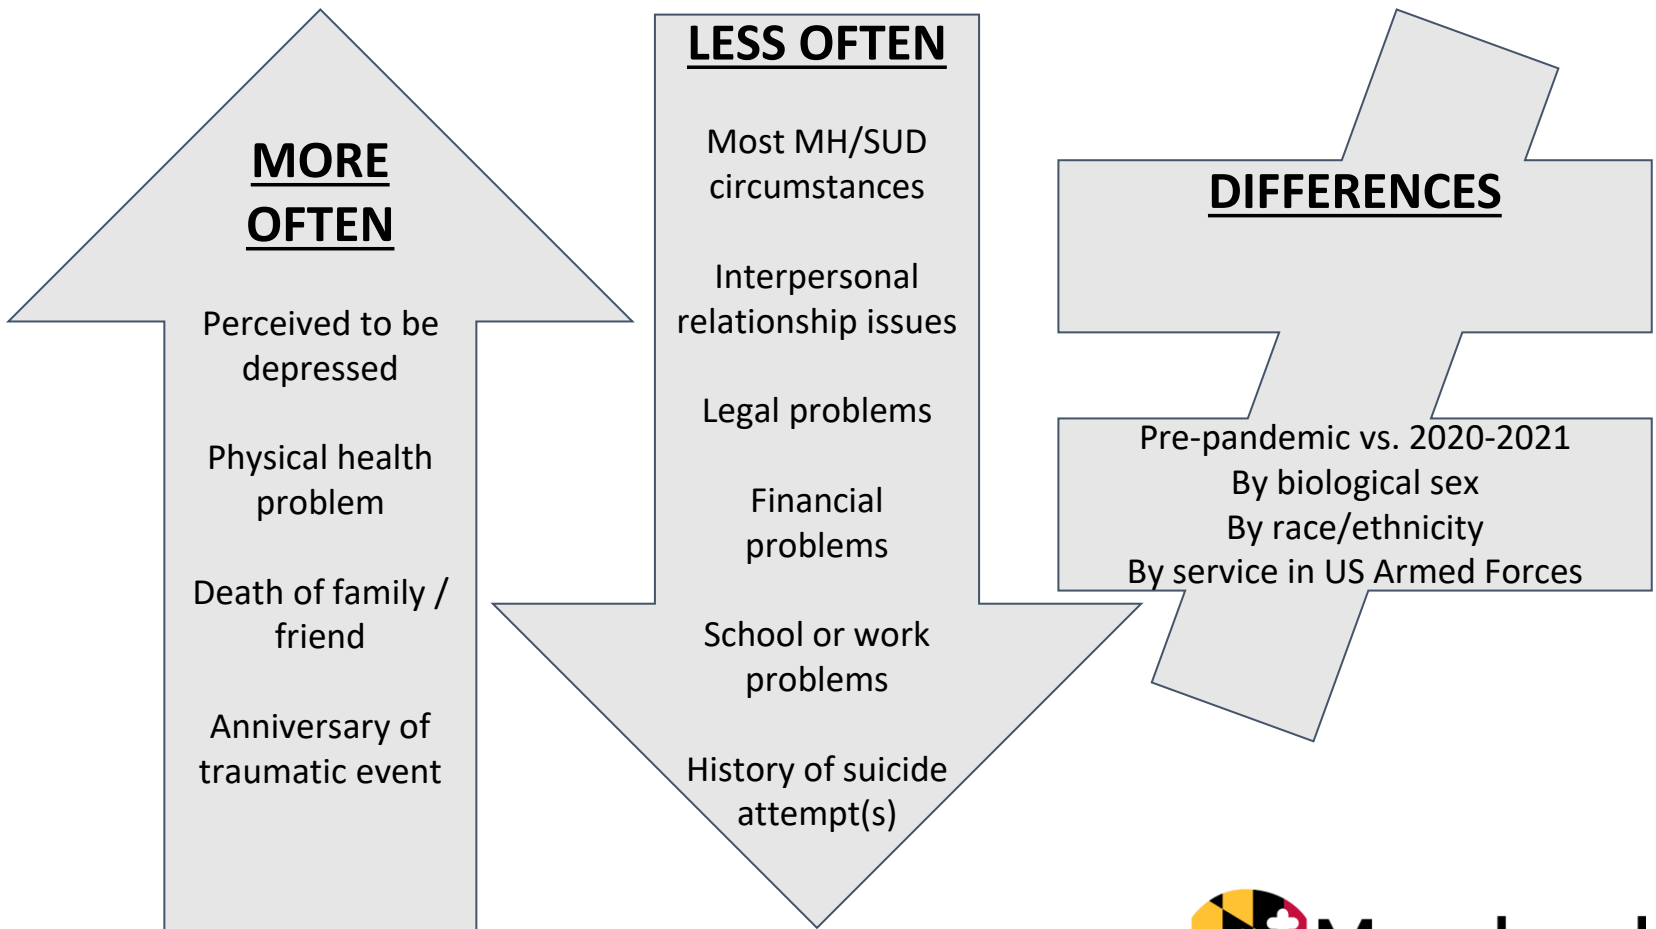 MORE
OFTEN
Perceived to be
depressed
Physical health
problem
Death of family /
friend
Anniversary of
traumatic event
LESS OFTEN
Most MH/SUD
circumstances
Interpersonal
relationship issues
Legal problems
Financial
problems
School or work
problems
History of suicide
attempt(s)
DIFFERENCES
Pre-pandemic vs. 2020-2021
By biological sex
By race/ethnicity
By service in US Armed Forces